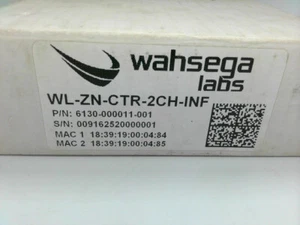 wahsega
labs
WL-ZN-CTR-2CH-INF
P/N: 6130-000011-001
S/N: 009162520000001
MAC 1 18:39:19:00:04:84
MAC 2 18:39:19:00:04:85